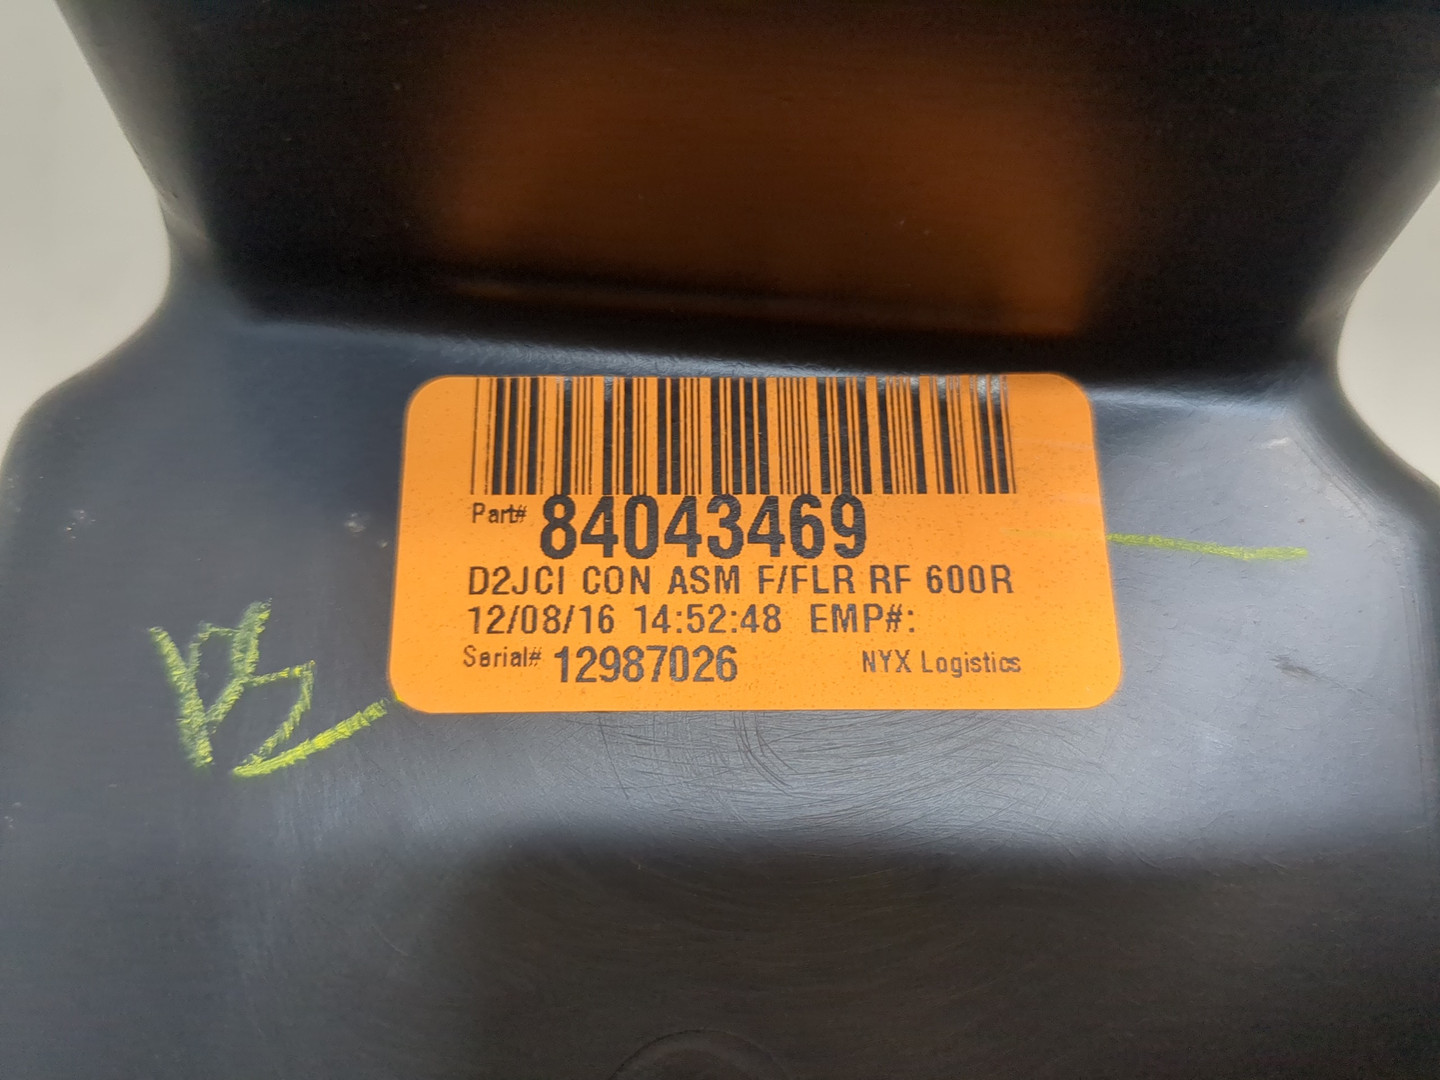 Part# 84043469
D2JCI CON ASM F/FLR RF 600R
12/08/16 14:52:48 EMP#:
Serial# 12987026 NYX Logistics